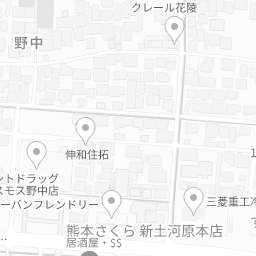 クレール花陵
野中
伸和住拓
ントドラッグ
スモス野中店
ーバンフレンドリー
三菱重工冷
熊本さくら 新土河原本店
居酒屋・$$